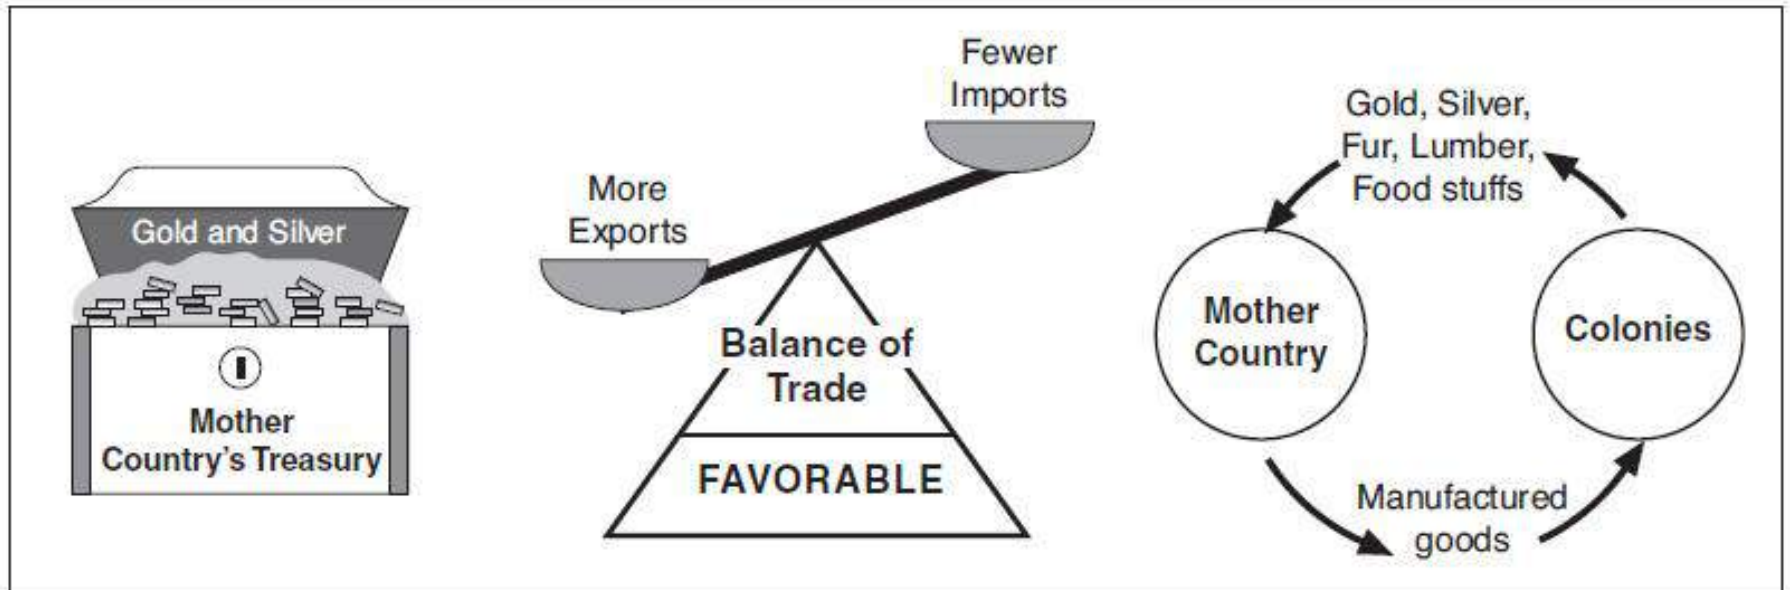 Gold and Silver
Mother
Country's Treasury
More
Exports
Fewer
Imports
Balance of
Trade
FAVORABLE
Gold, Silver,
Fur, Lumber,
Food stuffs
Mother
Country
Colonies
Manufactured
goods